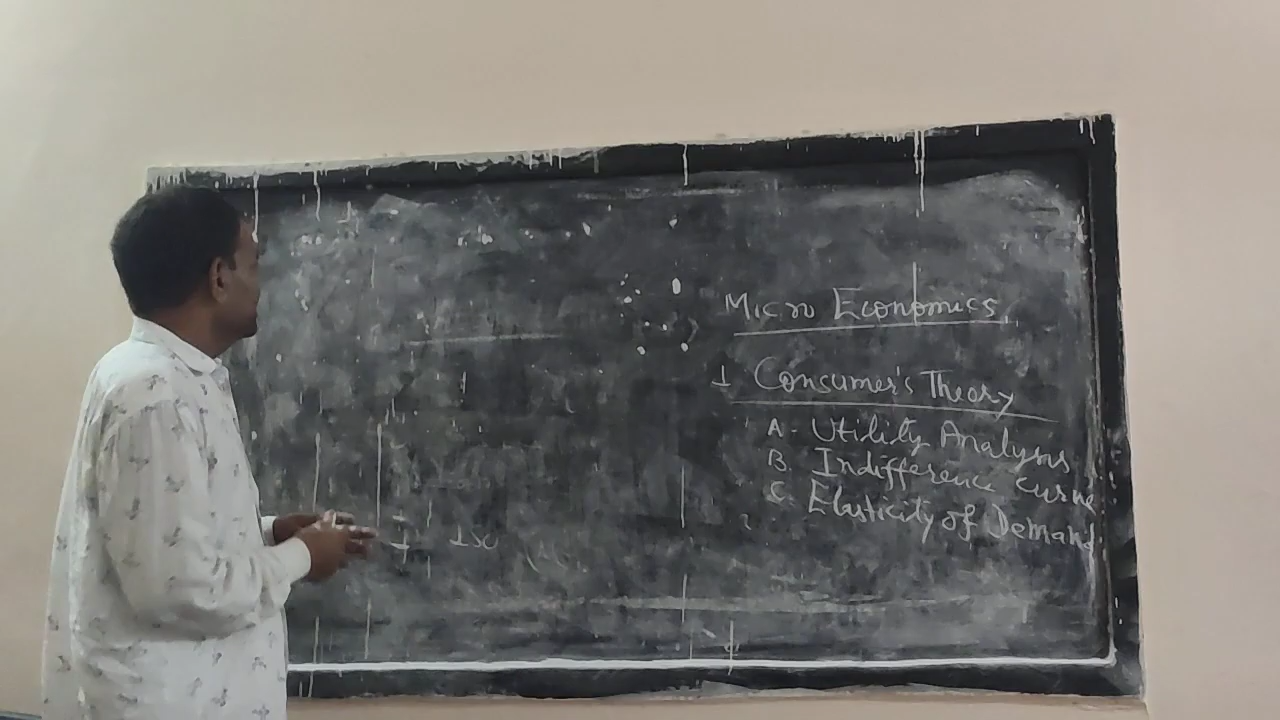 Micro Economics
1 Consumer's Theory
A - Utility Analysis
B. Indifference curve
C. Elasticity of Demand